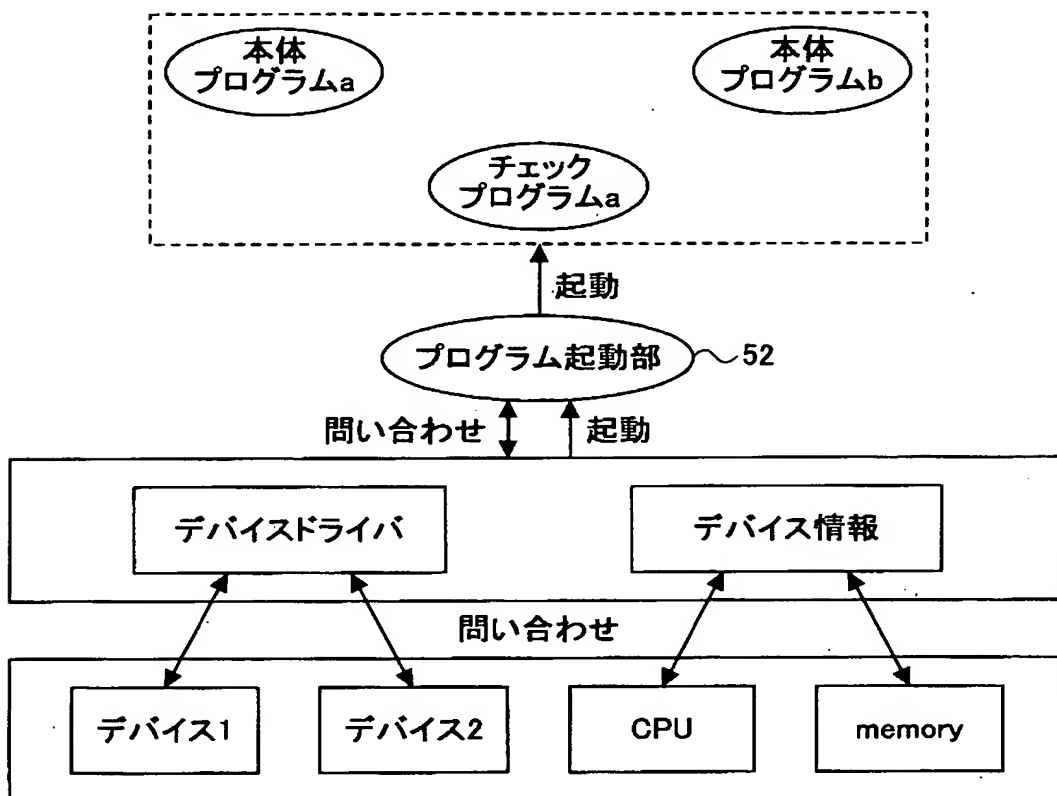 本体
プログラムa
本体
プログラムb
チェック
プログラムa
起動
プログラム起動部
52
問い合わせ
起動
デバイスドライバ
デバイス情報
問い合わせ
デバイス1
デバイス2
CPU
memory